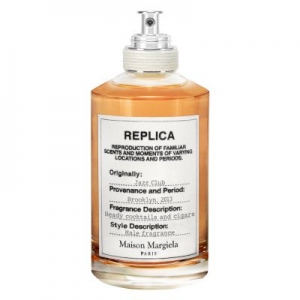 REPLICA
REPRODUCTION OF FAMILIAR
SCENTS AND MOMENTS OF VARYING
LOCATIONS AND PERIODS.
Originally:
Jazz Club
Provenance and Period:
Brooklyn, 2013
Fragrance Description:
Heady cocktails and cigars
Style Description:
Male fragrance
Maison Margiela
PARIS